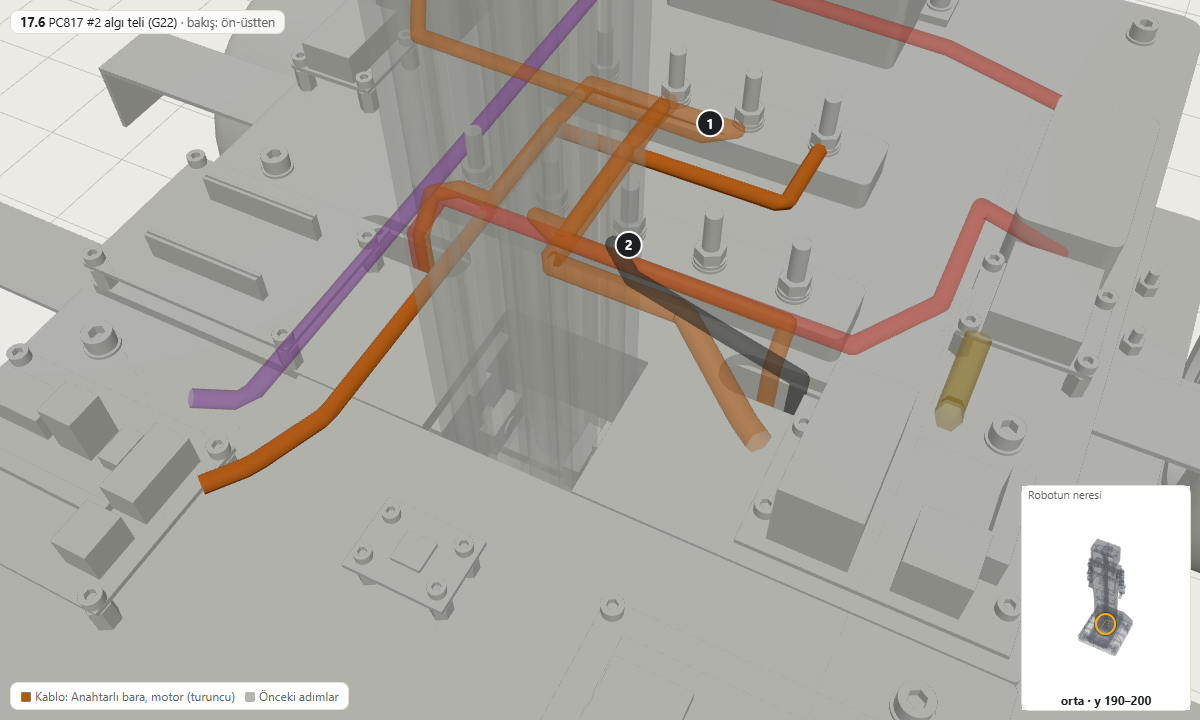 17.6 PC817 #2 algı teli (G22) · bakış: ön-üstten
1
2
Robotun neresi
orta · y 190–200
Kablo: Anahtarlı bara, motor (turuncu) Önceki adımlar